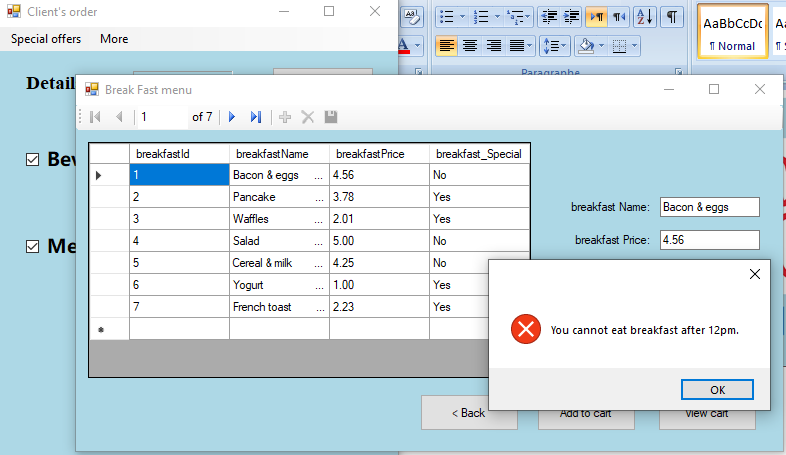 Client's order
Special offers More
AaBbCcDc
¶ Normal
Paragraphe
Detail
Break Fast menu
1 of 7
breakfastId breakfastName breakfastPrice breakfast_Special
1 Bacon & eggs ... 4.56 No
2 Pancake ... 3.78 Yes
3 Waffles ... 2.01 Yes
4 Salad ... 5.00 No
5 Cereal & milk ... 4.25 No
6 Yogurt ... 1.00 Yes
7 French toast ... 2.23 Yes
Bev
Me
breakfast Name: Bacon & eggs
breakfast Price: 4.56
You cannot eat breakfast after 12pm.
OK
< Back Add to cart View cart